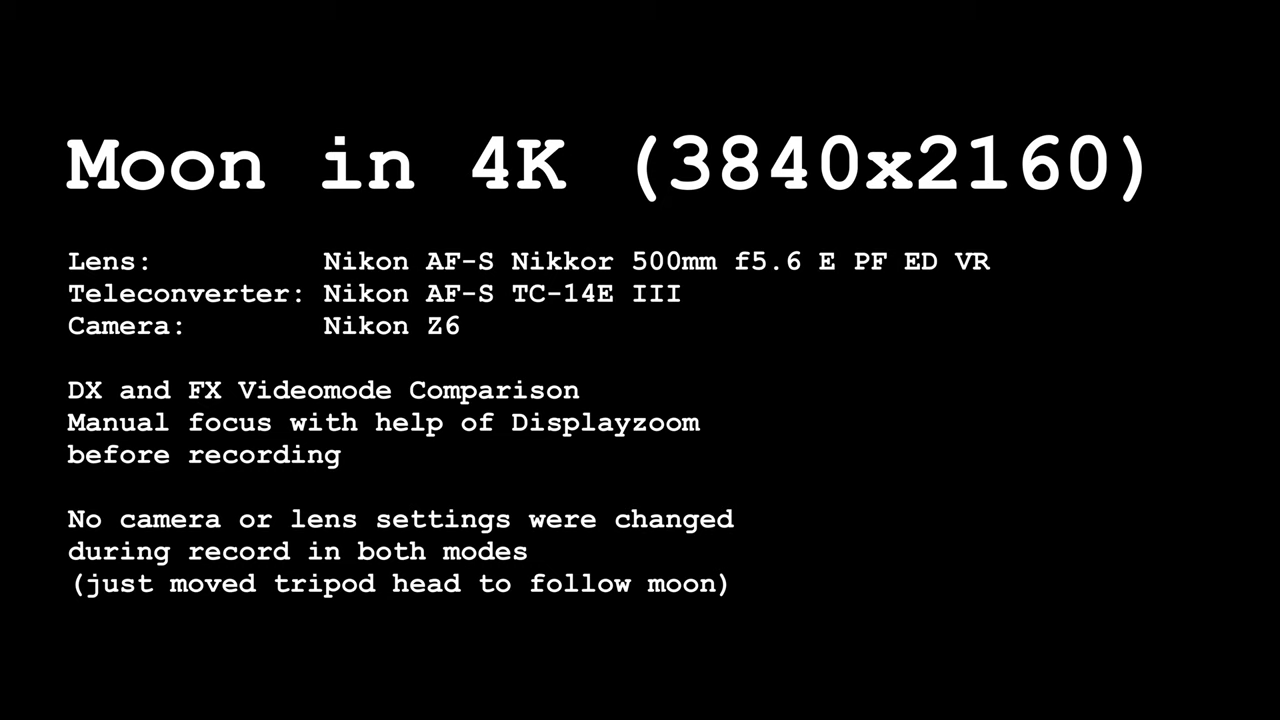 Moon in 4K (3840x2160)
Lens: Nikon AF-S Nikkor 500mm f5.6 E PF ED VR
Teleconverter: Nikon AF-S TC-14E III
Camera: Nikon Z6
DX and FX Videomode Comparison
Manual focus with help of Displayzoom
before recording
No camera or lens settings were changed
during record in both modes
(just moved tripod head to follow moon)